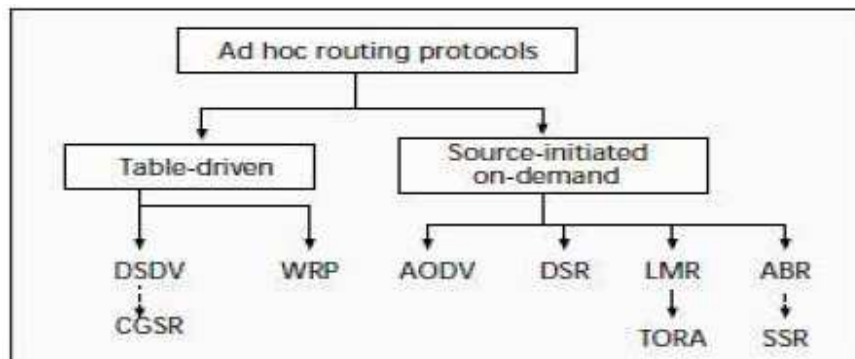 Ad hoc routing protocols
Table-driven
Source-initiated
on-demand
DSDV
WRP
AODV
DSR
LMR
ABR
CGSR
TORA
SSR